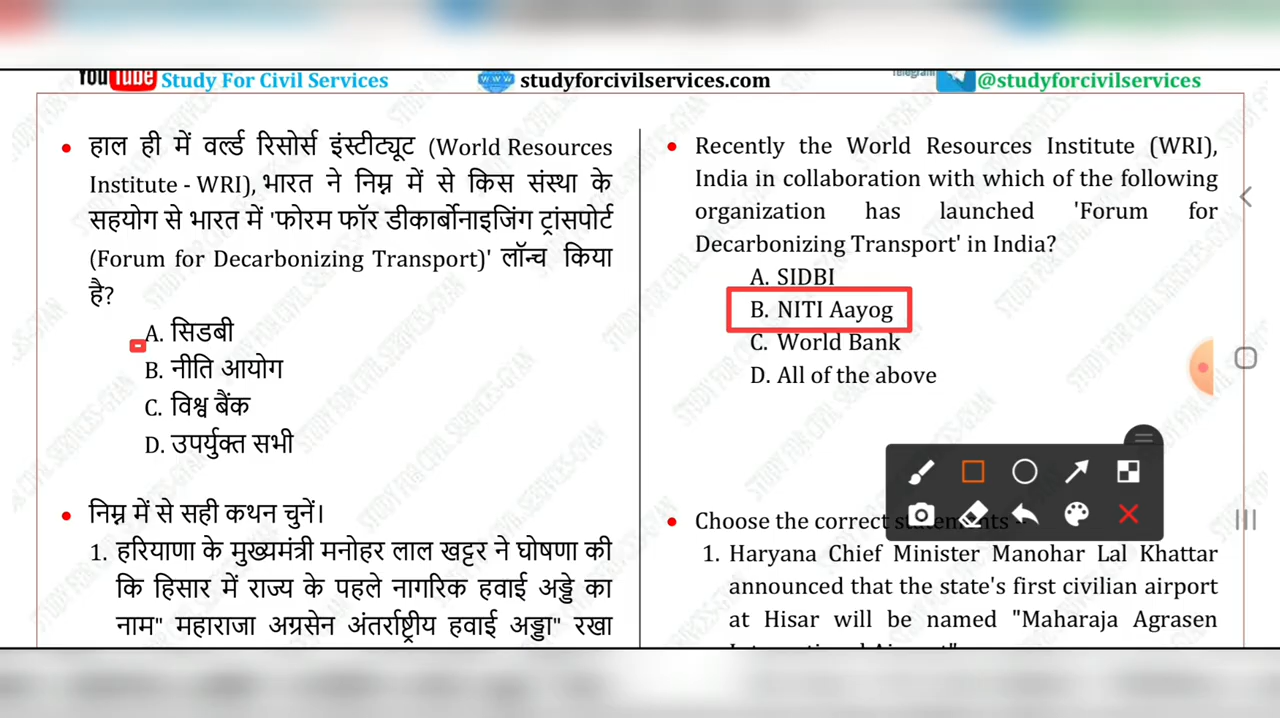 YouTube Study For Civil Services
www studyforcivilservices.com
Telegram @studyforcivilservices
• हाल ही में वर्ल्ड रिसोर्स इंस्टीट्यूट (World Resources
Institute - WRI), भारत ने निम्न में से किस संस्था के
सहयोग से भारत में 'फोरम फॉर डीकार्बोनाइजिंग ट्रांसपोर्ट
(Forum for Decarbonizing Transport)' लॉन्च किया
है?
A. सिडबी
B. नीति आयोग
C. विश्व बैंक
D. उपर्युक्त सभी
• निम्न में से सही कथन चुनें।
1. हरियाणा के मुख्यमंत्री मनोहर लाल खट्टर ने घोषणा की
कि हिसार में राज्य के पहले नागरिक हवाई अड्डे का
नाम" महाराजा अग्रसेन अंतर्राष्ट्रीय हवाई अड्डा" रखा
• Recently the World Resources Institute (WRI),
India in collaboration with which of the following
organization has launched 'Forum for
Decarbonizing Transport' in India?
A. SIDBI
B. NITI Aayog
C. World Bank
D. All of the above
• Choose the correct statements -
1. Haryana Chief Minister Manohar Lal Khattar
announced that the state's first civilian airport
at Hisar will be named "Maharaja Agrasen